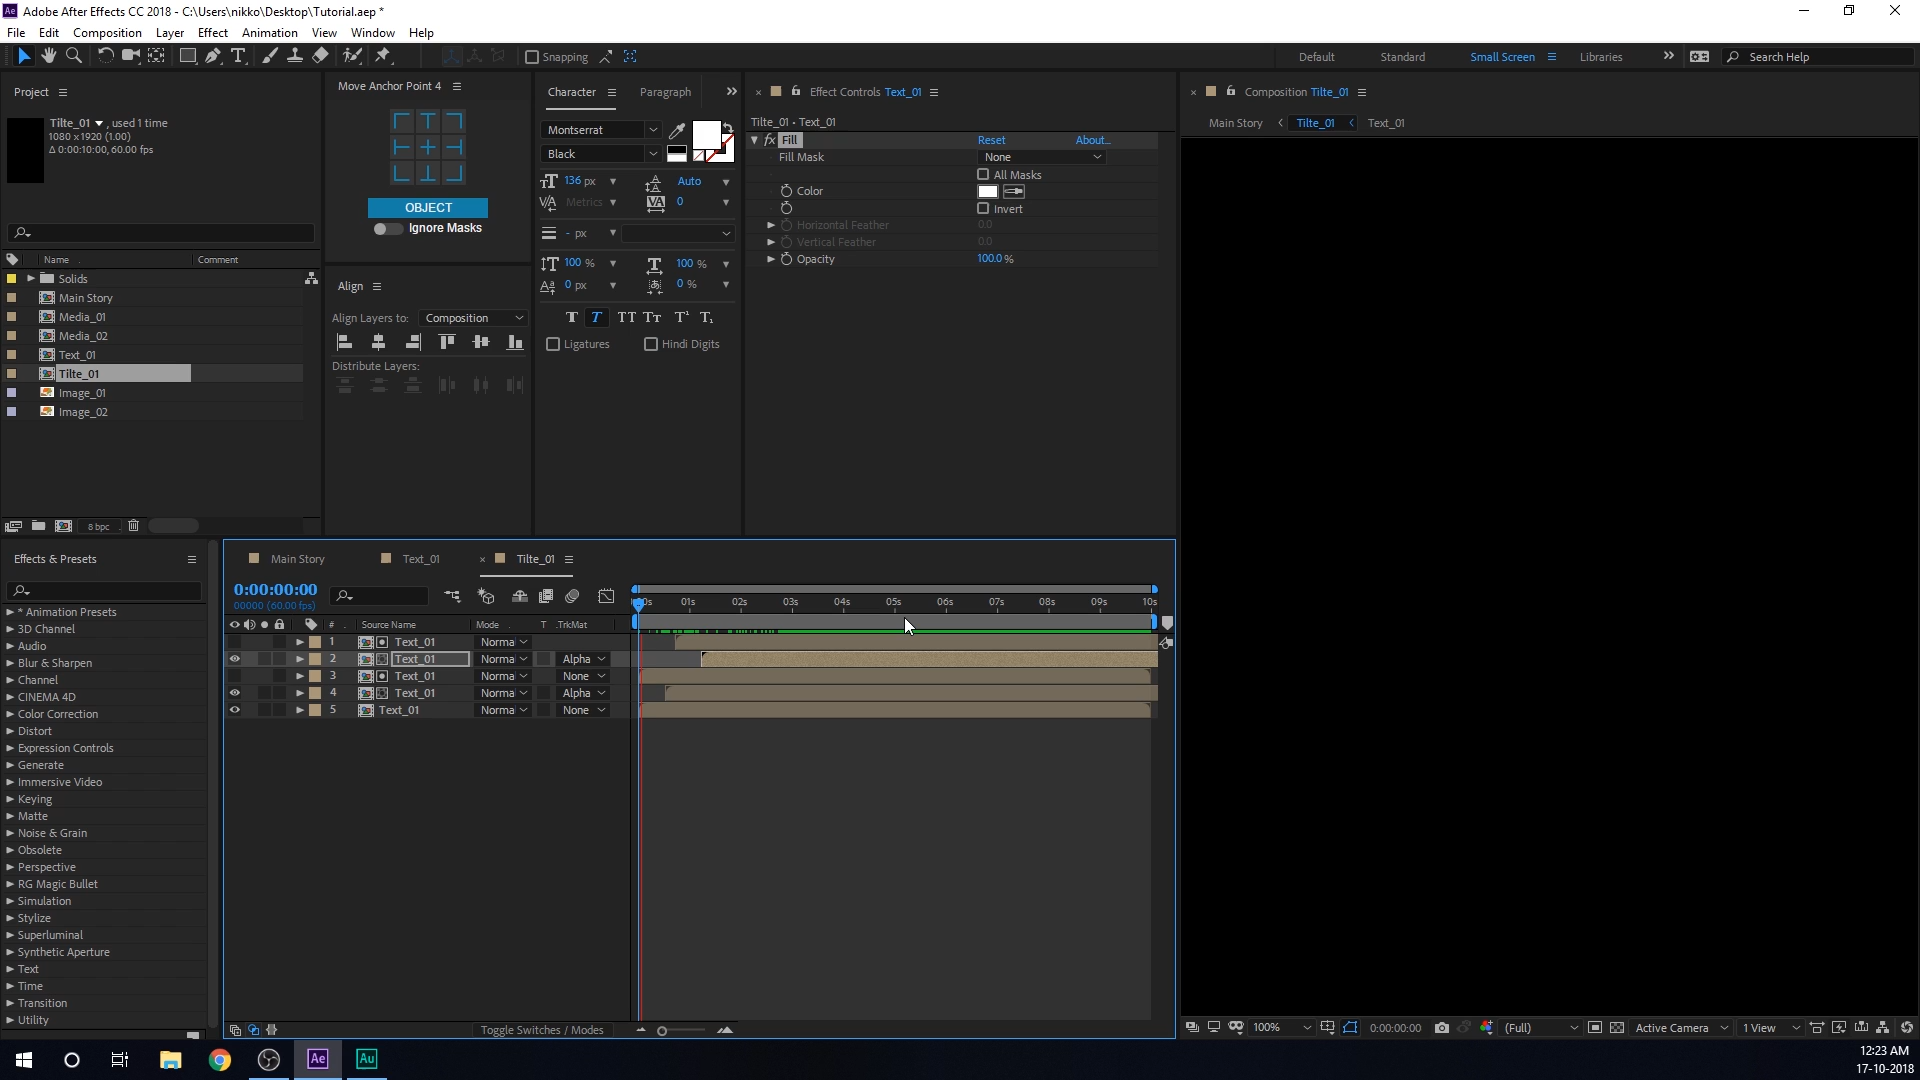 Adobe After Effects CC 2018 - C:\Users\nikko\Desktop\Tutorial.aep *
File Edit Composition Layer Effect Animation View Window Help
Snapping
Default Standard Small Screen Libraries Search Help
Project
Tilte_01 , used 1 time
1080 x 1920 (1.00)
Δ 0:00:10:00, 60.00 fps
Name Comment
Solids
Main Story
Media_01
Media_02
Text_01
Tilte_01
Image_01
Image_02
8 bpc
Move Anchor Point 4
OBJECT
Ignore Masks
Align
Align Layers to: Composition
Distribute Layers:
Character Paragraph
Montserrat
Black
136 px Auto
Metrics 0
- px
100 % 100 %
0 px 0 %
Ligatures Hindi Digits
Effect Controls Text_01
Tilte_01 • Text_01
fx Fill Reset About...
Fill Mask None
All Masks
Color
Invert
Horizontal Feather 0.0
Vertical Feather 0.0
Opacity 100.0 %
Composition Tilte_01
Main Story Tilte_01 Text_01
Effects & Presets
* Animation Presets
3D Channel
Audio
Blur & Sharpen
Channel
CINEMA 4D
Color Correction
Distort
Expression Controls
Generate
Immersive Video
Keying
Matte
Noise & Grain
Obsolete
Perspective
RG Magic Bullet
Simulation
Stylize
Superluminal
Synthetic Aperture
Text
Time
Transition
Utility
Main Story Text_01 Tilte_01
0:00:00:00
00000 (60.00 fps)
01s 02s 03s 04s 05s 06s 07s 08s 09s 10s
# Source Name Mode T .TrkMat
1 Text_01 Norma
2 Text_01 Norma Alpha
3 Text_01 Norma None
4 Text_01 Norma Alpha
5 Text_01 Norma None
Toggle Switches / Modes
100% 0:00:00:00 (Full) Active Camera 1 View
Ae Au
12:23 AM
17-10-2018